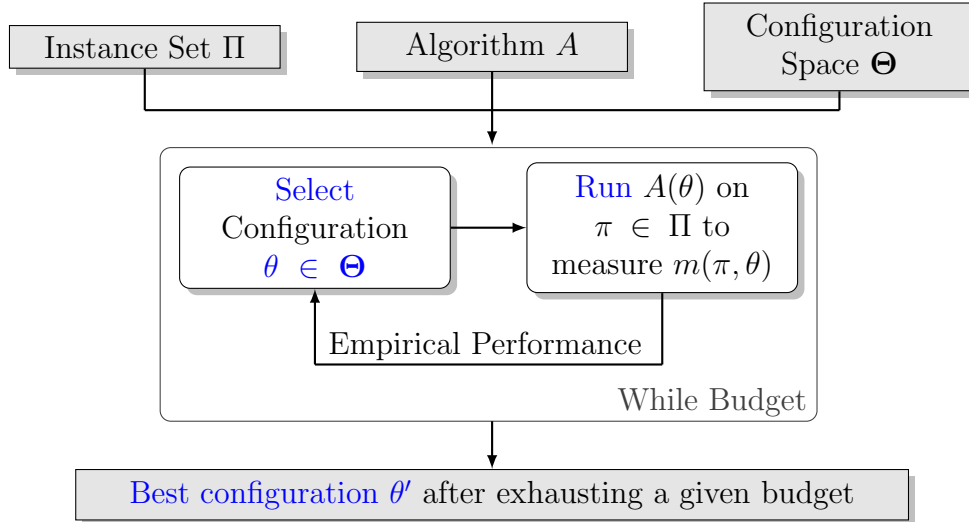 Instance Set Π
Algorithm A
Configuration
Space Θ
Select
Configuration
θ ∈ Θ
Run A(θ) on
π ∈ Π to
measure m(π, θ)
Empirical Performance
While Budget
Best configuration θ′ after exhausting a given budget